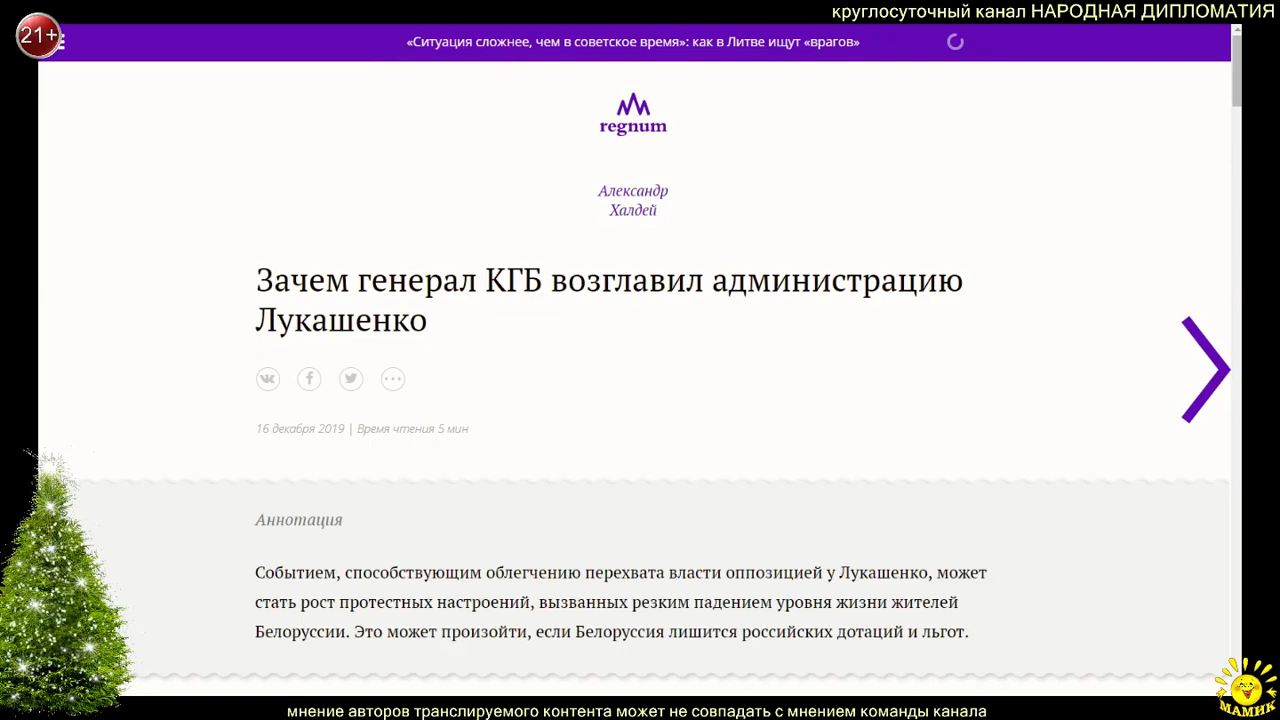 круглосуточный канал НАРОДНАЯ ДИПЛОМАТИЯ
21+
«Ситуация сложнее, чем в советское время»: как в Литве ищут «врагов»
regnum
Александр
Халдей
Зачем генерал КГБ возглавил администрацию
Лукашенко
16 декабря 2019 | Время чтения 5 мин
Аннотация
Событием, способствующим облегчению перехвата власти оппозицией у Лукашенко, может
стать рост протестных настроений, вызванных резким падением уровня жизни жителей
Белоруссии. Это может произойти, если Белоруссия лишится российских дотаций и льгот.
МАМИК
мнение авторов транслируемого контента может не совпадать с мнением команды канала